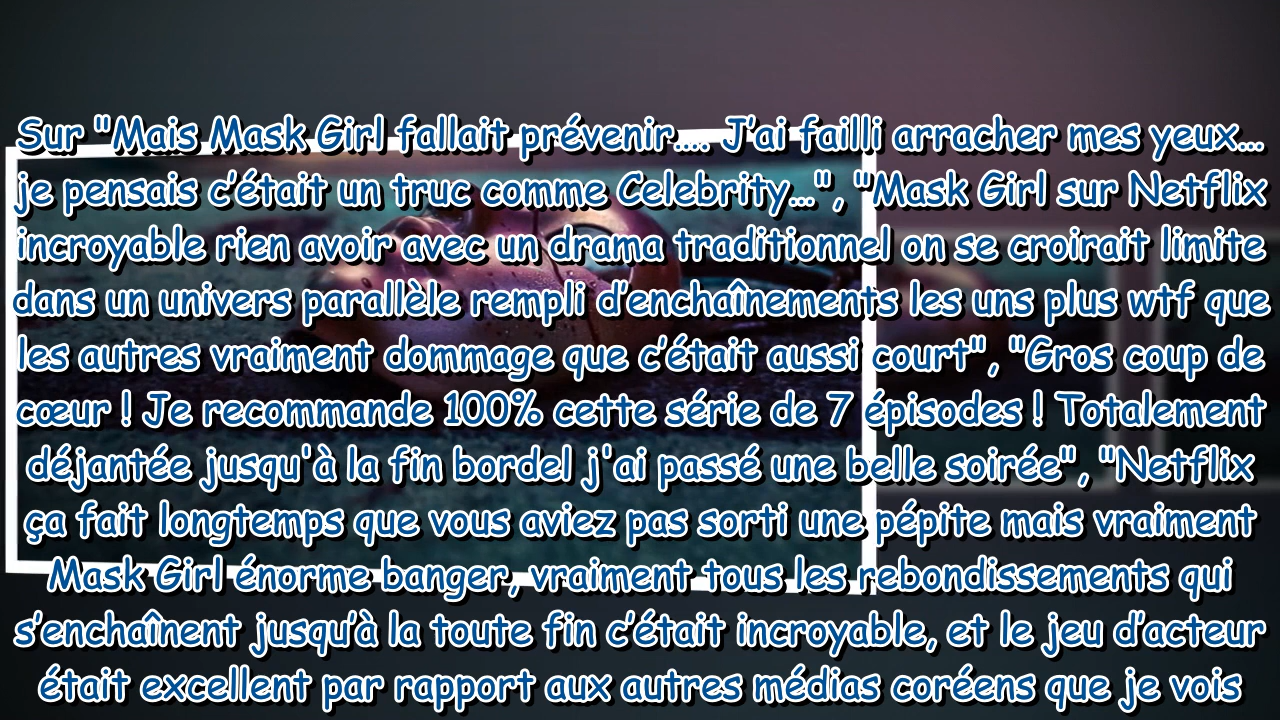 Sur "Mais Mask Girl fallait prévenir.... J’ai failli arracher mes yeux...
je pensais c’était un truc comme Celebrity...", "Mask Girl sur Netflix
incroyable rien avoir avec un drama traditionnel on se croirait limite
dans un univers parallèle rempli d’enchaînements les uns plus wtf que
les autres vraiment dommage que c’était aussi court", "Gros coup de
cœur ! Je recommande 100% cette série de 7 épisodes ! Totalement
déjantée jusqu'à la fin bordel j'ai passé une belle soirée", "Netflix
ça fait longtemps que vous aviez pas sorti une pépite mais vraiment
Mask Girl énorme banger, vraiment tous les rebondissements qui
s’enchaînent jusqu’à la toute fin c’était incroyable, et le jeu d’acteur
était excellent par rapport aux autres médias coréens que je vois